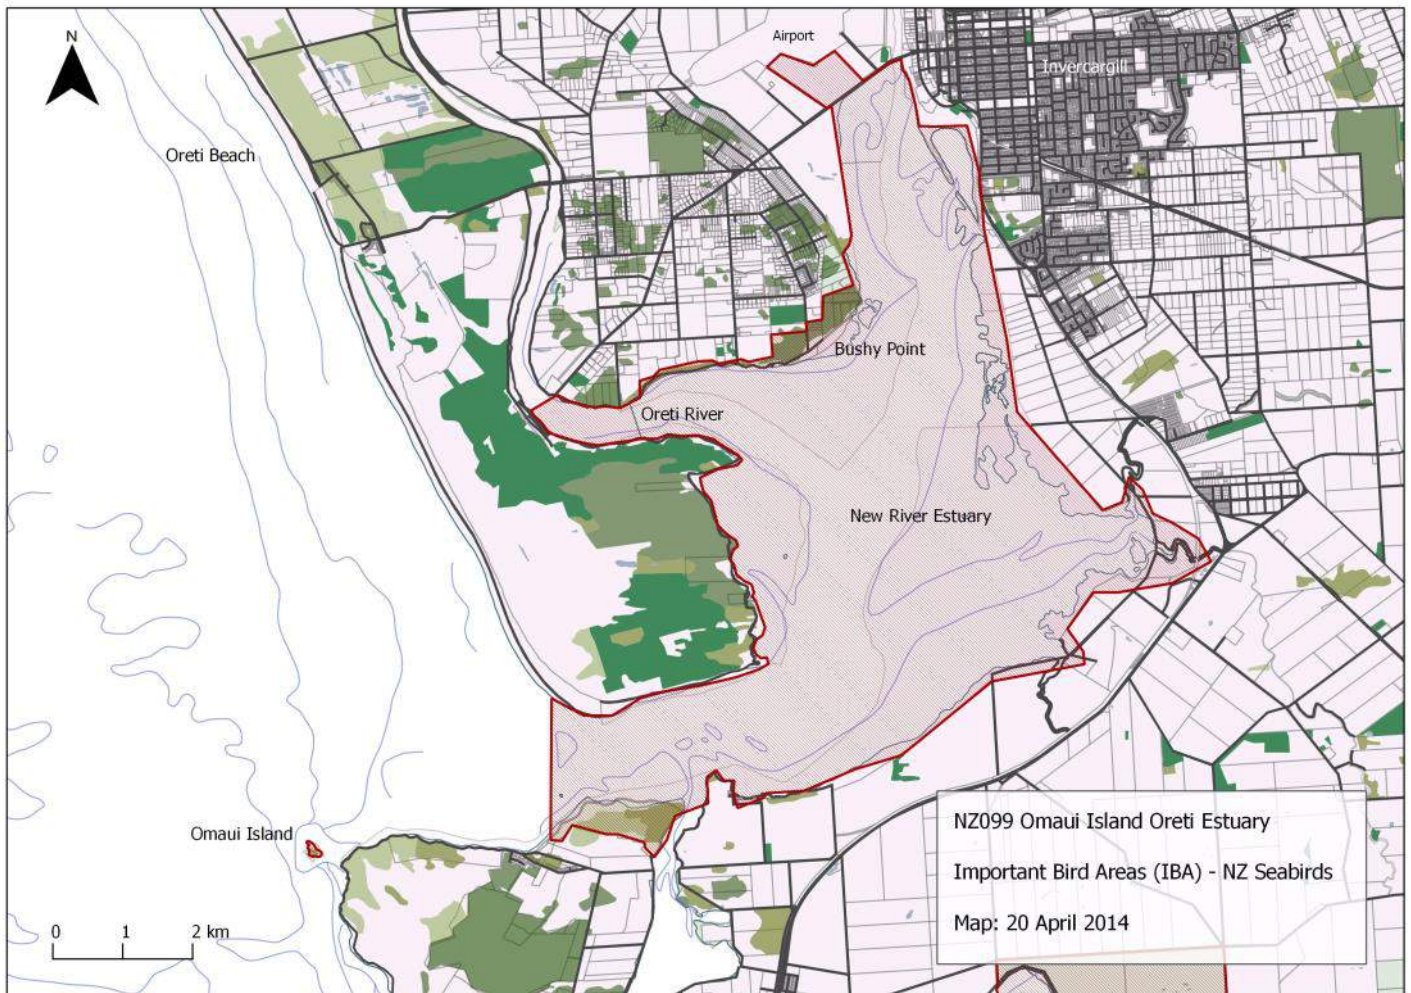 N
Airport
Invercargill
Oreti Beach
Bushy Point
Oreti River
New River Estuary
Omaui Island
0 1 2 km
NZ099 Omaui Island Oreti Estuary
Important Bird Areas (IBA) - NZ Seabirds
Map: 20 April 2014